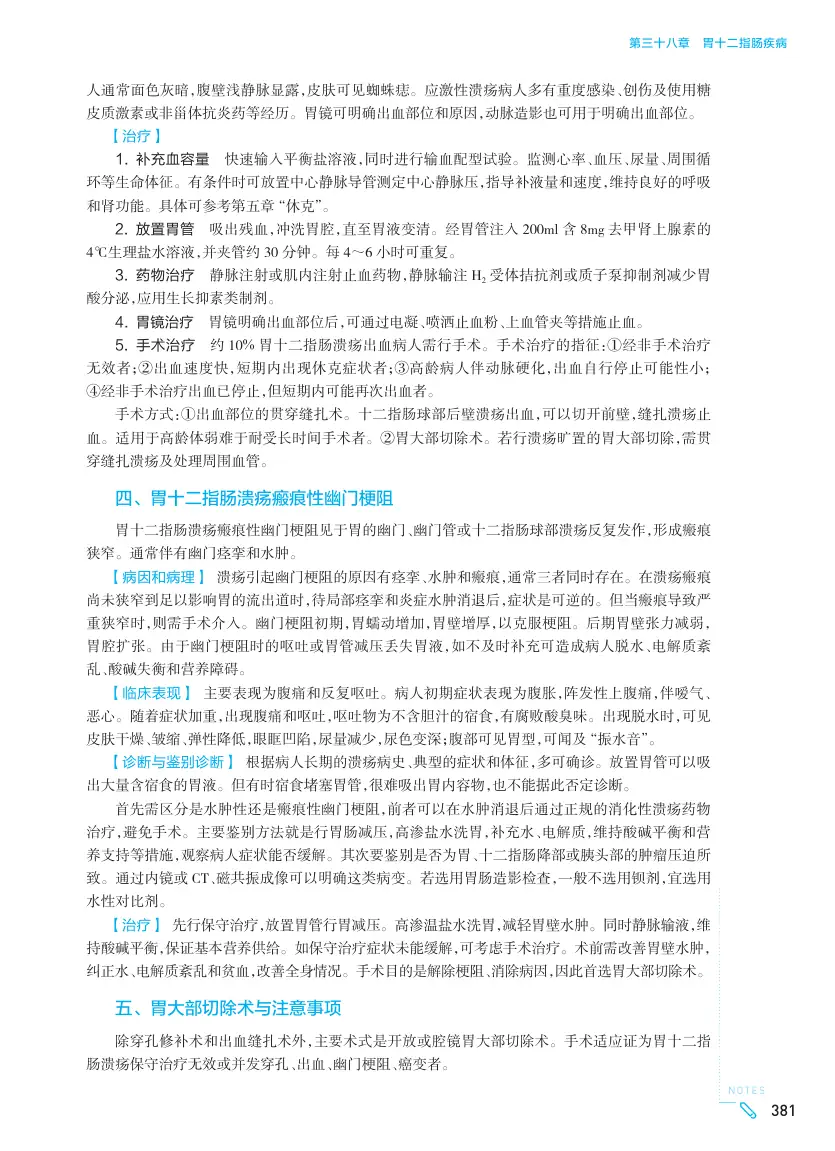 第三十八章 胃十二指肠疾病
人通常面色灰暗,腹壁浅静脉显露,皮肤可见蜘蛛痣。应激性溃疡病人多有重度感染、创伤及使用糖
皮质激素或非甾体抗炎药等经历。胃镜可明确出血部位和原因,动脉造影也可用于明确出血部位。
【治疗】
1. 补充血容量 快速输入平衡盐溶液,同时进行输血配型试验。监测心率、血压、尿量、周围循
环等生命体征。有条件时可放置中心静脉导管测定中心静脉压,指导补液量和速度,维持良好的呼吸
和肾功能。具体可参考第五章“休克”。
2. 放置胃管 吸出残血,冲洗胃腔,直至胃液变清。经胃管注入 200ml 含 8mg 去甲肾上腺素的
4℃生理盐水溶液,并夹管约 30 分钟。每 4～6 小时可重复。
3. 药物治疗 静脉注射或肌内注射止血药物,静脉输注 H₂ 受体拮抗剂或质子泵抑制剂减少胃
酸分泌,应用生长抑素类制剂。
4. 胃镜治疗 胃镜明确出血部位后,可通过电凝、喷洒止血粉、上血管夹等措施止血。
5. 手术治疗 约 10% 胃十二指肠溃疡出血病人需行手术。手术治疗的指征:①经非手术治疗
无效者;②出血速度快,短期内出现休克症状者;③高龄病人伴动脉硬化,出血自行停止可能性小;
④经非手术治疗出血已停止,但短期内可能再次出血者。
手术方式:①出血部位的贯穿缝扎术。十二指肠球部后壁溃疡出血,可以切开前壁,缝扎溃疡止
血。适用于高龄体弱难于耐受长时间手术者。②胃大部切除术。若行溃疡旷置的胃大部切除,需贯
穿缝扎溃疡及处理周围血管。
四、胃十二指肠溃疡瘢痕性幽门梗阻
胃十二指肠溃疡瘢痕性幽门梗阻见于胃的幽门、幽门管或十二指肠球部溃疡反复发作,形成瘢痕
狭窄。通常伴有幽门痉挛和水肿。
【病因和病理】 溃疡引起幽门梗阻的原因有痉挛、水肿和瘢痕,通常三者同时存在。在溃疡瘢痕
尚未狭窄到足以影响胃的流出道时,待局部痉挛和炎症水肿消退后,症状是可逆的。但当瘢痕导致严
重狭窄时,则需手术介入。幽门梗阻初期,胃蠕动增加,胃壁增厚,以克服梗阻。后期胃壁张力减弱,
胃腔扩张。由于幽门梗阻时的呕吐或胃管减压丢失胃液,如不及时补充可造成病人脱水、电解质紊
乱、酸碱失衡和营养障碍。
【临床表现】 主要表现为腹痛和反复呕吐。病人初期症状表现为腹胀,阵发性上腹痛,伴嗳气、
恶心。随着症状加重,出现腹痛和呕吐,呕吐物为不含胆汁的宿食,有腐败酸臭味。出现脱水时,可见
皮肤干燥、皱缩、弹性降低,眼眶凹陷,尿量减少,尿色变深;腹部可见胃型,可闻及“振水音”。
【诊断与鉴别诊断】 根据病人长期的溃疡病史、典型的症状和体征,多可确诊。放置胃管可以吸
出大量含宿食的胃液。但有时宿食堵塞胃管,很难吸出胃内容物,也不能据此否定诊断。
首先需区分是水肿性还是瘢痕性幽门梗阻,前者可以在水肿消退后通过正规的消化性溃疡药物
治疗,避免手术。主要鉴别方法就是行胃肠减压,高渗盐水洗胃,补充水、电解质,维持酸碱平衡和营
养支持等措施,观察病人症状能否缓解。其次要鉴别是否为胃、十二指肠降部或胰头部的肿瘤压迫所
致。通过内镜或 CT、磁共振成像可以明确这类病变。若选用胃肠造影检查,一般不选用钡剂,宜选用
水性对比剂。
【治疗】 先行保守治疗,放置胃管行胃减压。高渗温盐水洗胃,减轻胃壁水肿。同时静脉输液,维
持酸碱平衡,保证基本营养供给。如保守治疗症状未能缓解,可考虑手术治疗。术前需改善胃壁水肿,
纠正水、电解质紊乱和贫血,改善全身情况。手术目的是解除梗阻、消除病因,因此首选胃大部切除术。
五、胃大部切除术与注意事项
除穿孔修补术和出血缝扎术外,主要术式是开放或腔镜胃大部切除术。手术适应证为胃十二指
肠溃疡保守治疗无效或并发穿孔、出血、幽门梗阻、癌变者。
NOTES
381